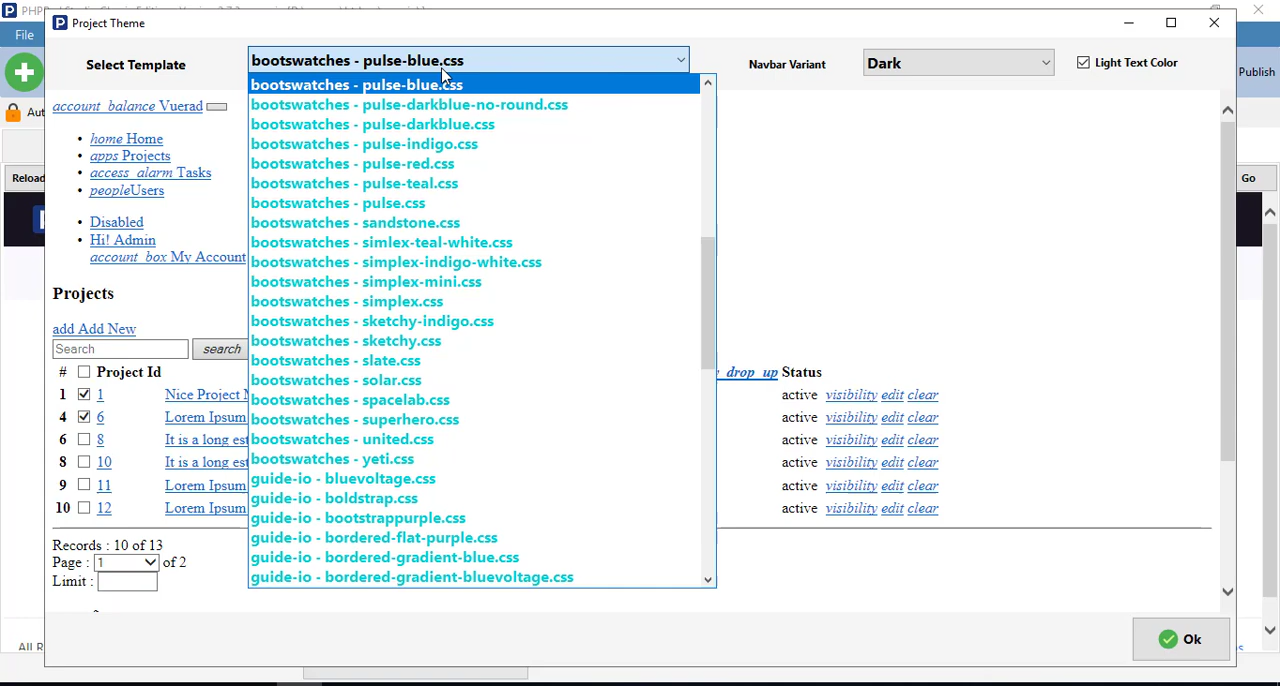 Project Theme
File
Select Template
bootswatches - pulse-blue.css
Navbar Variant
Dark
Light Text Color
Publish
account_balance Vuerad
Aut
home Home
apps Projects
access_alarm Tasks
peopleUsers
Reload
Go
Disabled
Hi! Admin
account_box My Account
Projects
add Add New
Search
search
# Project Id
drop_up Status
1 1 Nice Project active visibility edit clear
4 6 Lorem Ipsum active visibility edit clear
6 8 It is a long active visibility edit clear
8 10 It is a long active visibility edit clear
9 11 Lorem Ipsum active visibility edit clear
10 12 Lorem Ipsum active visibility edit clear
Records : 10 of 13
Page : 1 of 2
Limit :
bootswatches - pulse-blue.css
bootswatches - pulse-darkblue-no-round.css
bootswatches - pulse-darkblue.css
bootswatches - pulse-indigo.css
bootswatches - pulse-red.css
bootswatches - pulse-teal.css
bootswatches - pulse.css
bootswatches - sandstone.css
bootswatches - simlex-teal-white.css
bootswatches - simplex-indigo-white.css
bootswatches - simplex-mini.css
bootswatches - simplex.css
bootswatches - sketchy-indigo.css
bootswatches - sketchy.css
bootswatches - slate.css
bootswatches - solar.css
bootswatches - spacelab.css
bootswatches - superhero.css
bootswatches - united.css
bootswatches - yeti.css
guide-io - bluevoltage.css
guide-io - boldstrap.css
guide-io - bootstrappurple.css
guide-io - bordered-flat-purple.css
guide-io - bordered-gradient-blue.css
guide-io - bordered-gradient-bluevoltage.css
Ok
All R